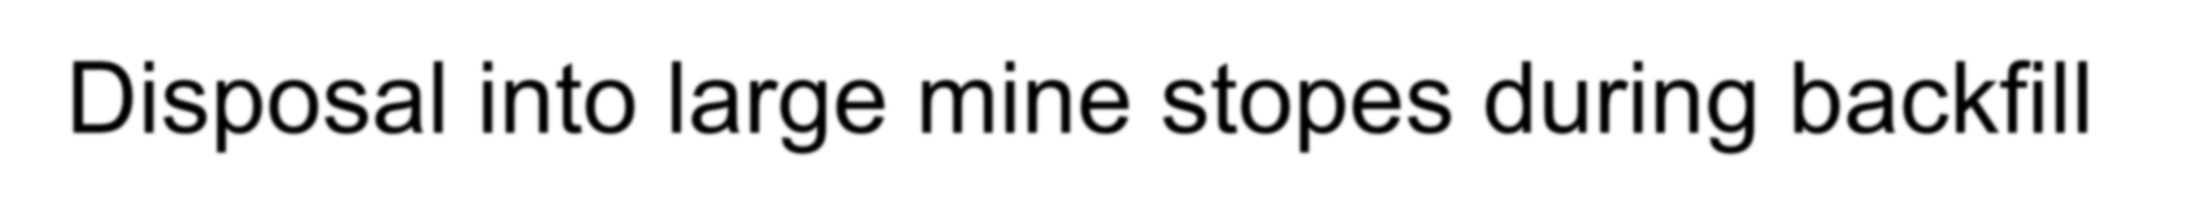 Disposal into large mine stopes during backfill